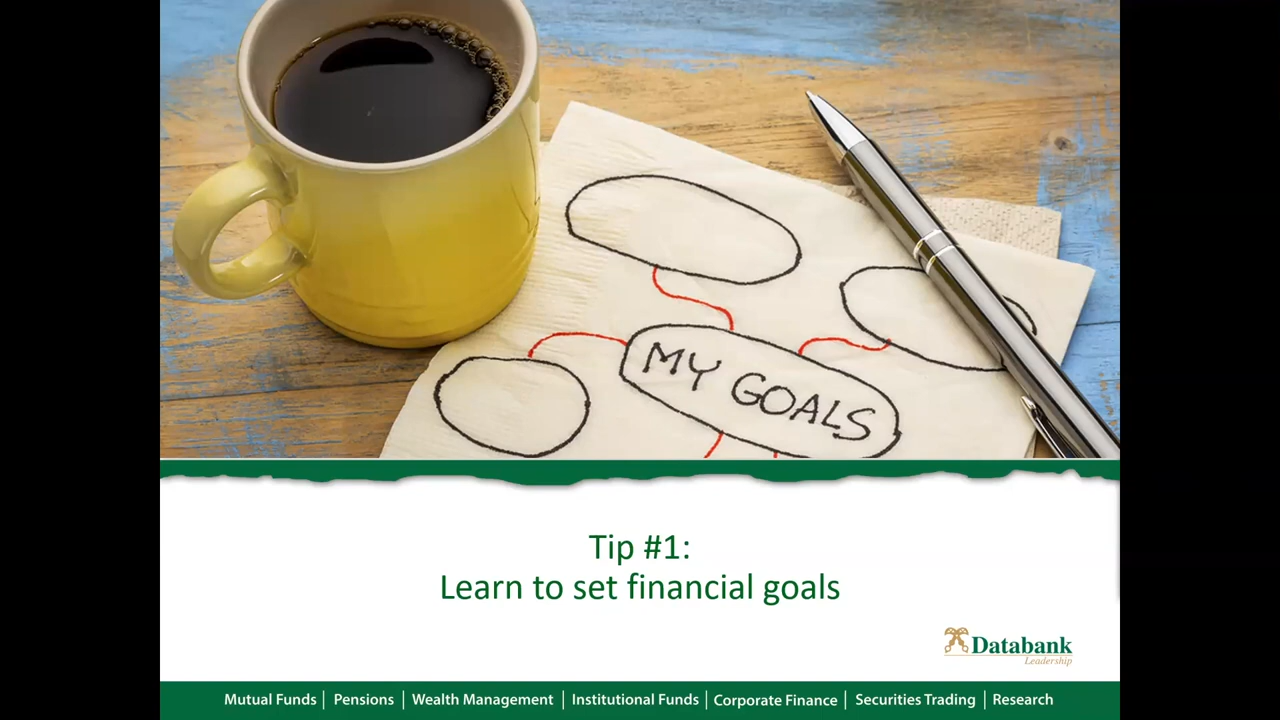 MY GOALS
Tip #1:
Learn to set financial goals
Databank
Leadership
Mutual Funds | Pensions | Wealth Management | Institutional Funds | Corporate Finance | Securities Trading | Research